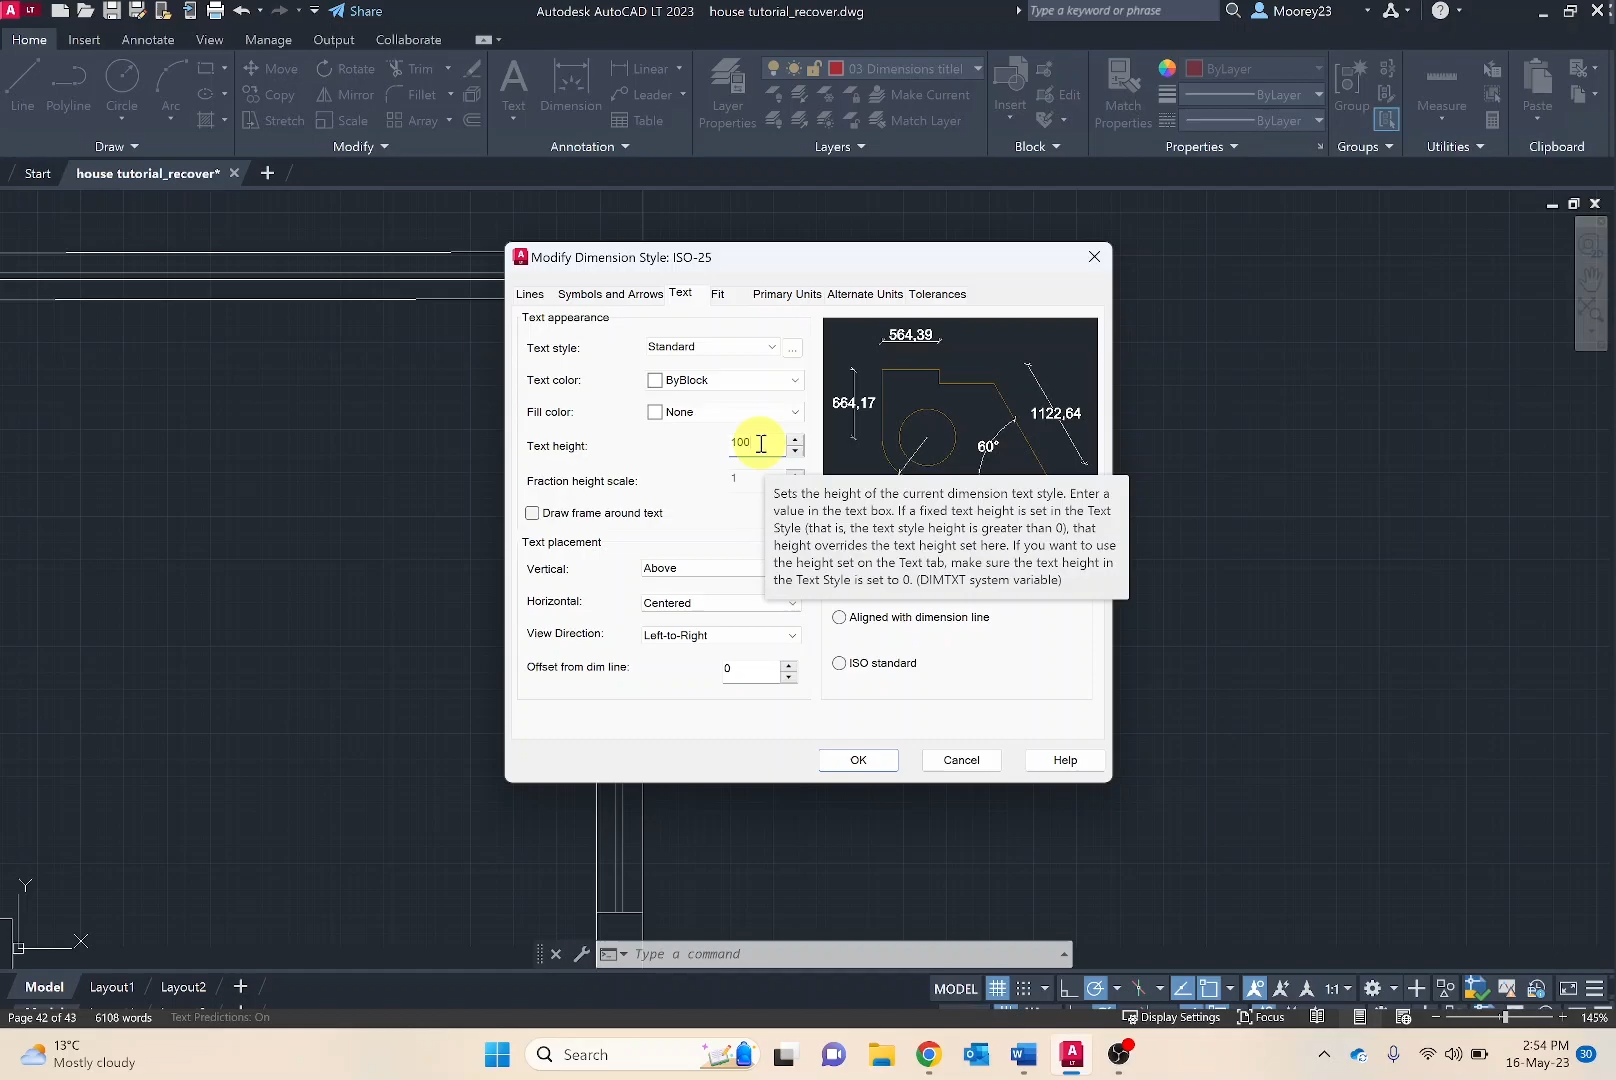 A LT Share Autodesk AutoCAD LT 2023 house tutorial_recover.dwg Type a keyword or phrase Moorey23
Home Insert Annotate View Manage Output Collaborate
Line Polyline Circle Arc
Move Rotate Trim
Copy Mirror Fillet
Stretch Scale Array
Text Dimension
Linear
Leader
Table
Layer Properties
03 Dimensions titlel
Make Current
Match Layer
Insert
Edit
Match Properties
ByLayer
ByLayer
ByLayer
Group
Measure
Paste
Draw Modify Annotation Layers Block Properties Groups Utilities Clipboard
Start house tutorial_recover*
Modify Dimension Style: ISO-25
Lines Symbols and Arrows Text Fit Primary Units Alternate Units Tolerances
Text appearance
Text style: Standard ...
Text color: ByBlock
Fill color: None
Text height: 100
Fraction height scale: 1
Draw frame around text
564,39
664,17
1122,64
60°
Sets the height of the current dimension text style. Enter a
value in the text box. If a fixed text height is set in the Text
Style (that is, the text style height is greater than 0), that
height overrides the text height set here. If you want to use
the height set on the Text tab, make sure the text height in
the Text Style is set to 0. (DIMTXT system variable)
Text placement
Vertical: Above
Horizontal: Centered
View Direction: Left-to-Right
Offset from dim line: 0
Aligned with dimension line
ISO standard
OK Cancel Help
Y
X
Type a command
Model Layout1 Layout2
MODEL 1:1
Page 42 of 43 6108 words Text Predictions: On Display Settings Focus 145%
13°C
Mostly cloudy
Search
2:54 PM
16-May-23
30